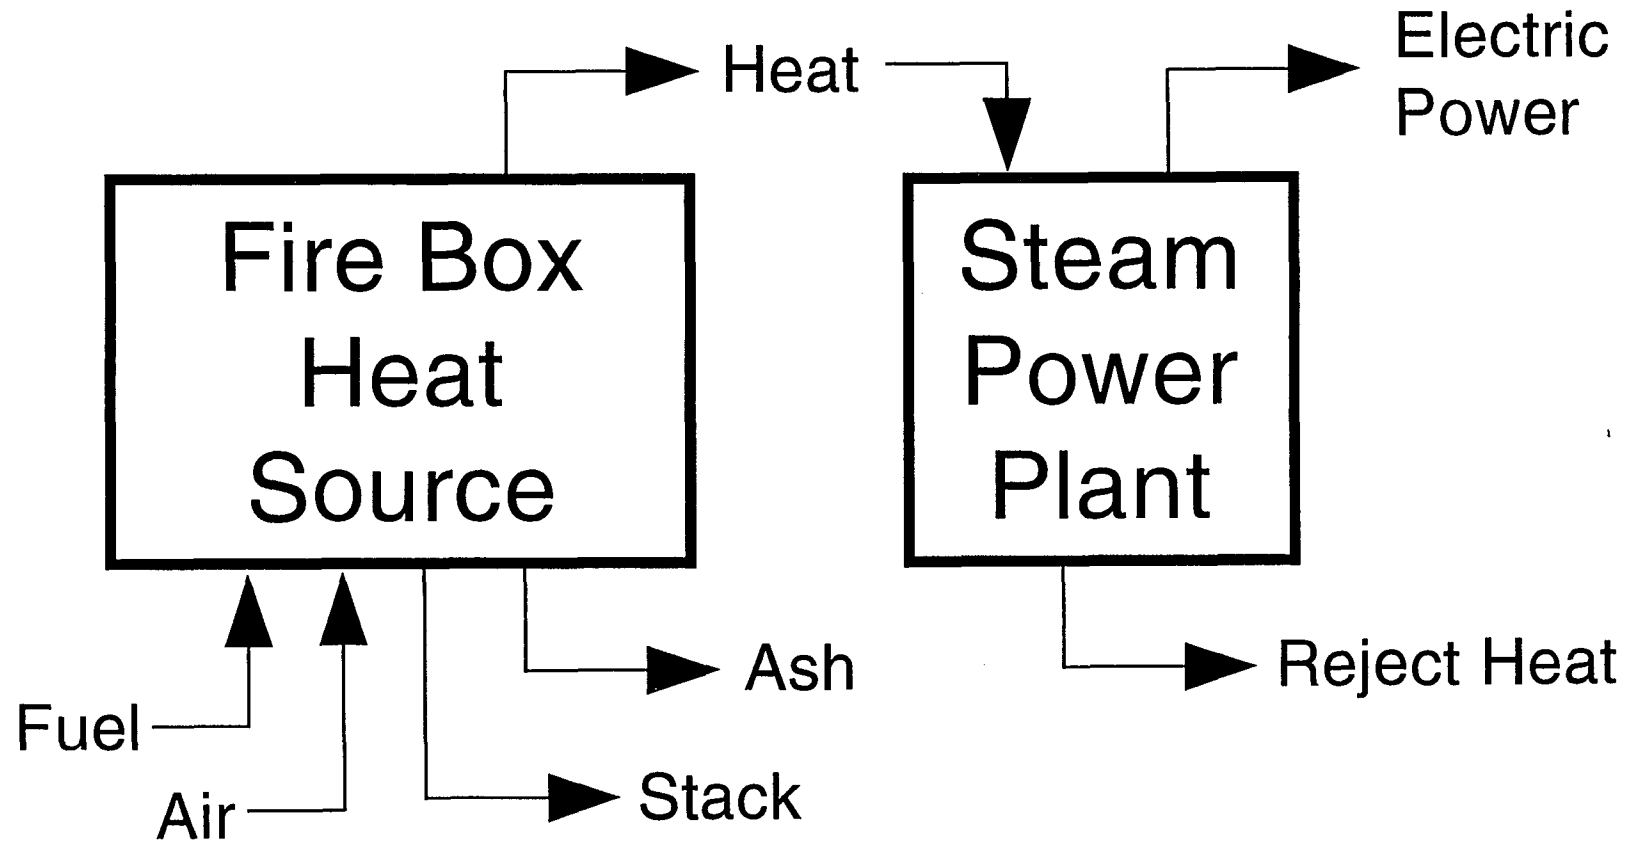 Heat
Electric
Power
Fire Box
Heat
Source
Steam
Power
Plant
Fuel
Air
Ash
Stack
Reject Heat